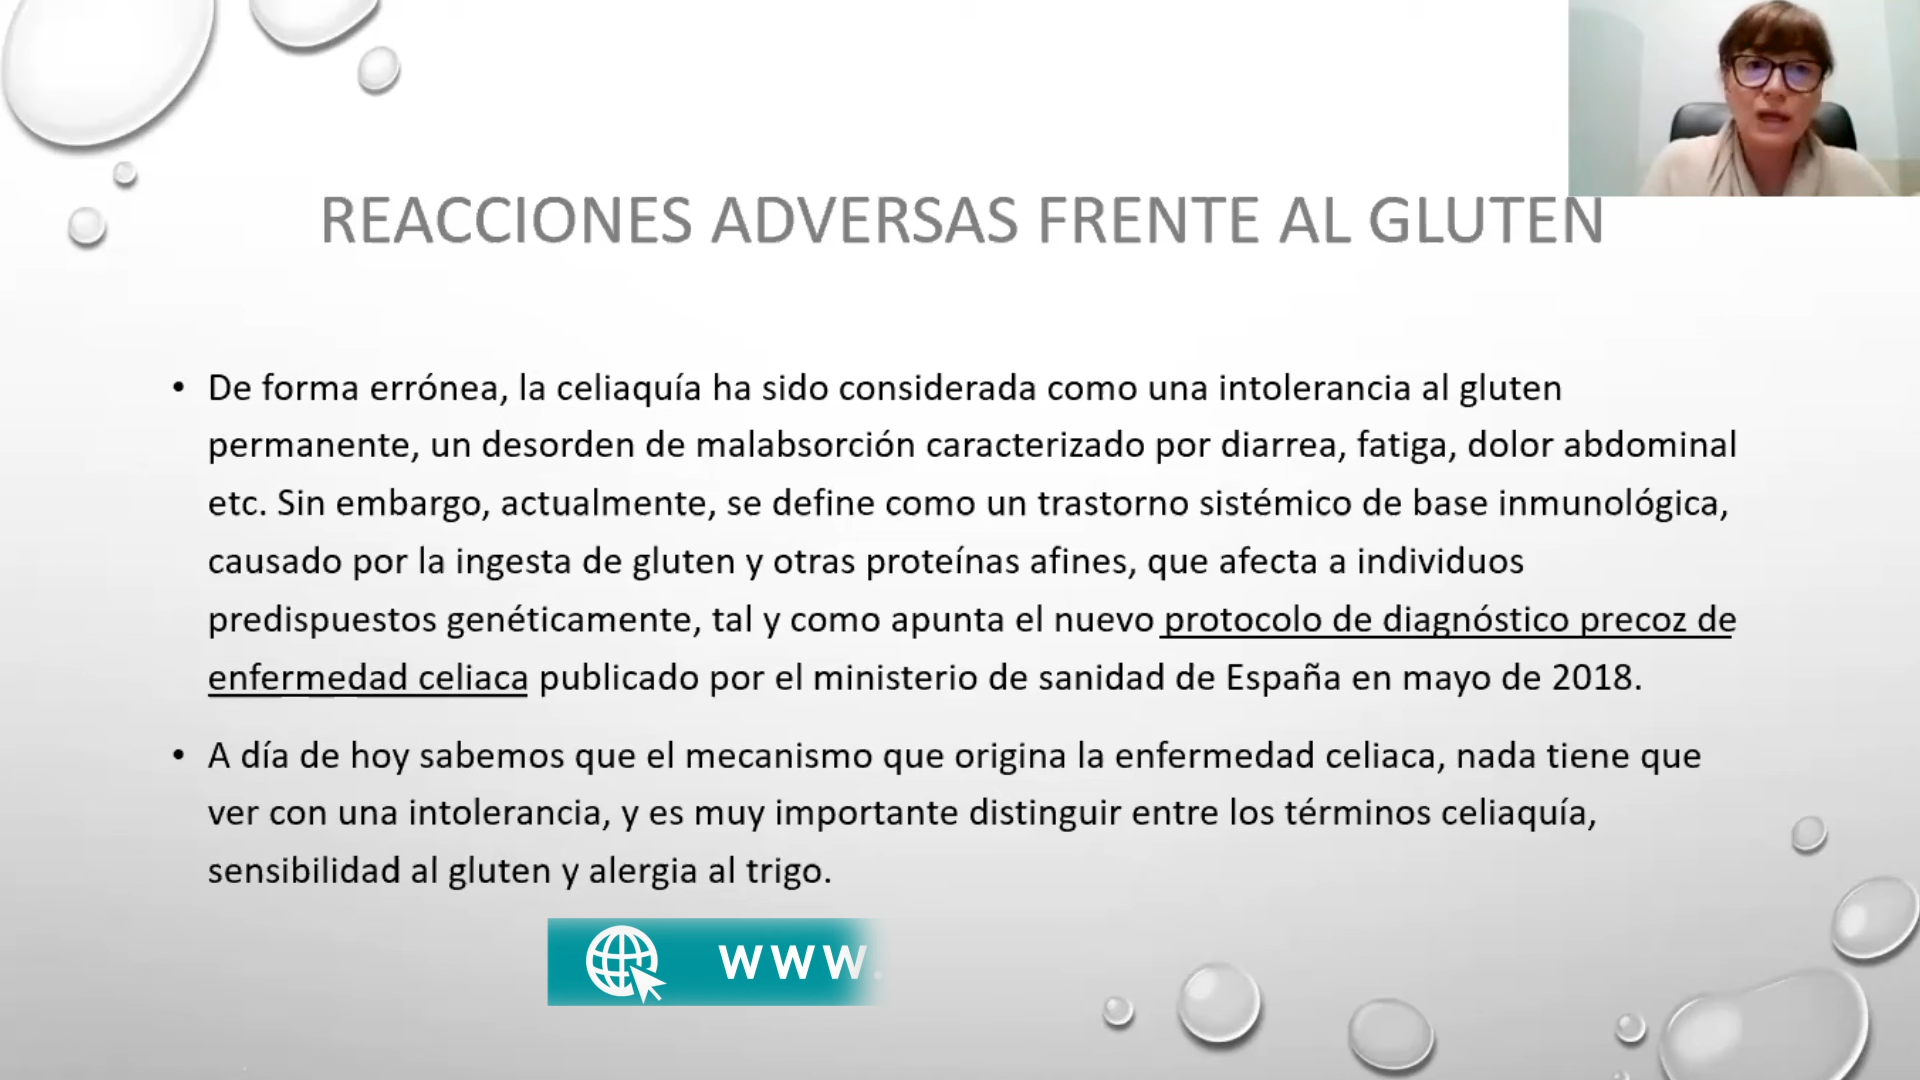 REACCIONES ADVERSAS FRENTE AL GLUTEN
• De forma errónea, la celiaquía ha sido considerada como una intolerancia al gluten
permanente, un desorden de malabsorción caracterizado por diarrea, fatiga, dolor abdominal
etc. Sin embargo, actualmente, se define como un trastorno sistémico de base inmunológica,
causado por la ingesta de gluten y otras proteínas afines, que afecta a individuos
predispuestos genéticamente, tal y como apunta el nuevo protocolo de diagnóstico precoz de
enfermedad celiaca publicado por el ministerio de sanidad de España en mayo de 2018.
• A día de hoy sabemos que el mecanismo que origina la enfermedad celiaca, nada tiene que
ver con una intolerancia, y es muy importante distinguir entre los términos celiaquía,
sensibilidad al gluten y alergia al trigo.
www.